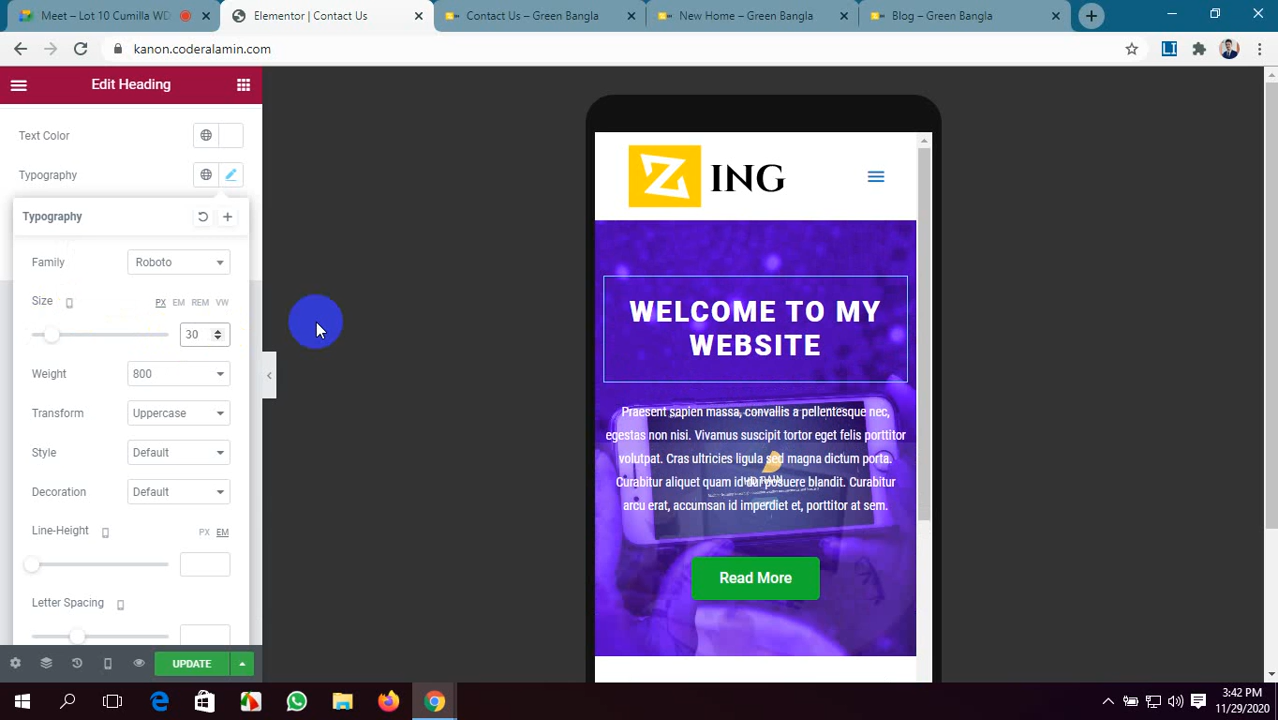 Meet – Lot 10 Cumilla WD
Elementor | Contact Us
Contact Us – Green Bangla
New Home – Green Bangla
Blog – Green Bangla
kanon.coderalamin.com
Edit Heading
Text Color
Typography
Typography
Family
Roboto
Size
PX EM REM VW
30
Weight
800
Transform
Uppercase
Style
Default
Decoration
Default
Line-Height
PX EM
Letter Spacing
UPDATE
Z ING
WELCOME TO MY
WEBSITE
Praesent sapien massa, convallis a pellentesque nec,
egestas non nisi. Vivamus suscipit tortor eget felis porttitor
volutpat. Cras ultricies ligula sed magna dictum porta.
Curabitur aliquet quam id dui posuere blandit. Curabitur
arcu erat, accumsan id imperdiet et, porttitor at sem.
Read More
3:42 PM
11/29/2020